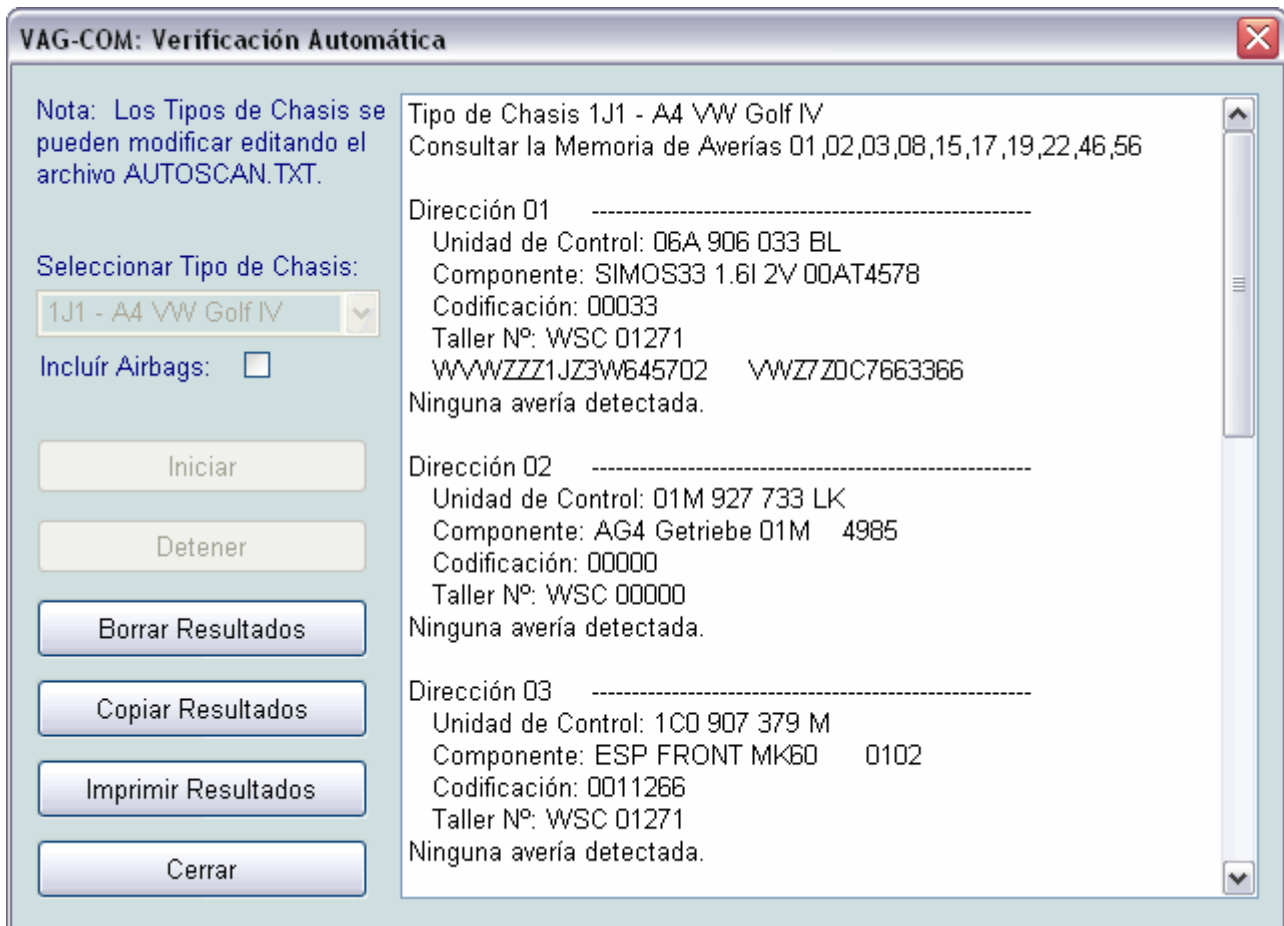 VAG-COM: Verificación Automática
Nota: Los Tipos de Chasis se
pueden modificar editando el
archivo AUTOSCAN.TXT.
Seleccionar Tipo de Chasis:
1J1 - A4 VW Golf IV
Incluír Airbags:
Iniciar
Detener
Borrar Resultados
Copiar Resultados
Imprimir Resultados
Cerrar
Tipo de Chasis 1J1 - A4 VW Golf IV
Consultar la Memoria de Averías 01,02,03,08,15,17,19,22,46,56
Dirección 01 -------------------------------------------------------
Unidad de Control: 06A 906 033 BL
Componente: SIMOS33 1.6l 2V 00AT4578
Codificación: 00033
Taller Nº: WSC 01271
WVWZZZ1JZ3W645702 VWZ7Z0C7663366
Ninguna avería detectada.
Dirección 02 -------------------------------------------------------
Unidad de Control: 01M 927 733 LK
Componente: AG4 Getriebe 01M 4985
Codificación: 00000
Taller Nº: WSC 00000
Ninguna avería detectada.
Dirección 03 -------------------------------------------------------
Unidad de Control: 1C0 907 379 M
Componente: ESP FRONT MK60 0102
Codificación: 0011266
Taller Nº: WSC 01271
Ninguna avería detectada.